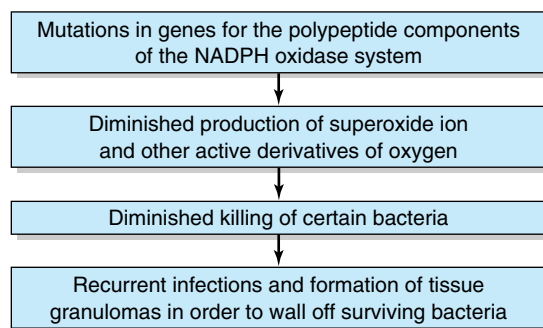 Mutations in genes for the polypeptide components
of the NADPH oxidase system
Diminished production of superoxide ion
and other active derivatives of oxygen
Diminished killing of certain bacteria
Recurrent infections and formation of tissue
granulomas in order to wall off surviving bacteria